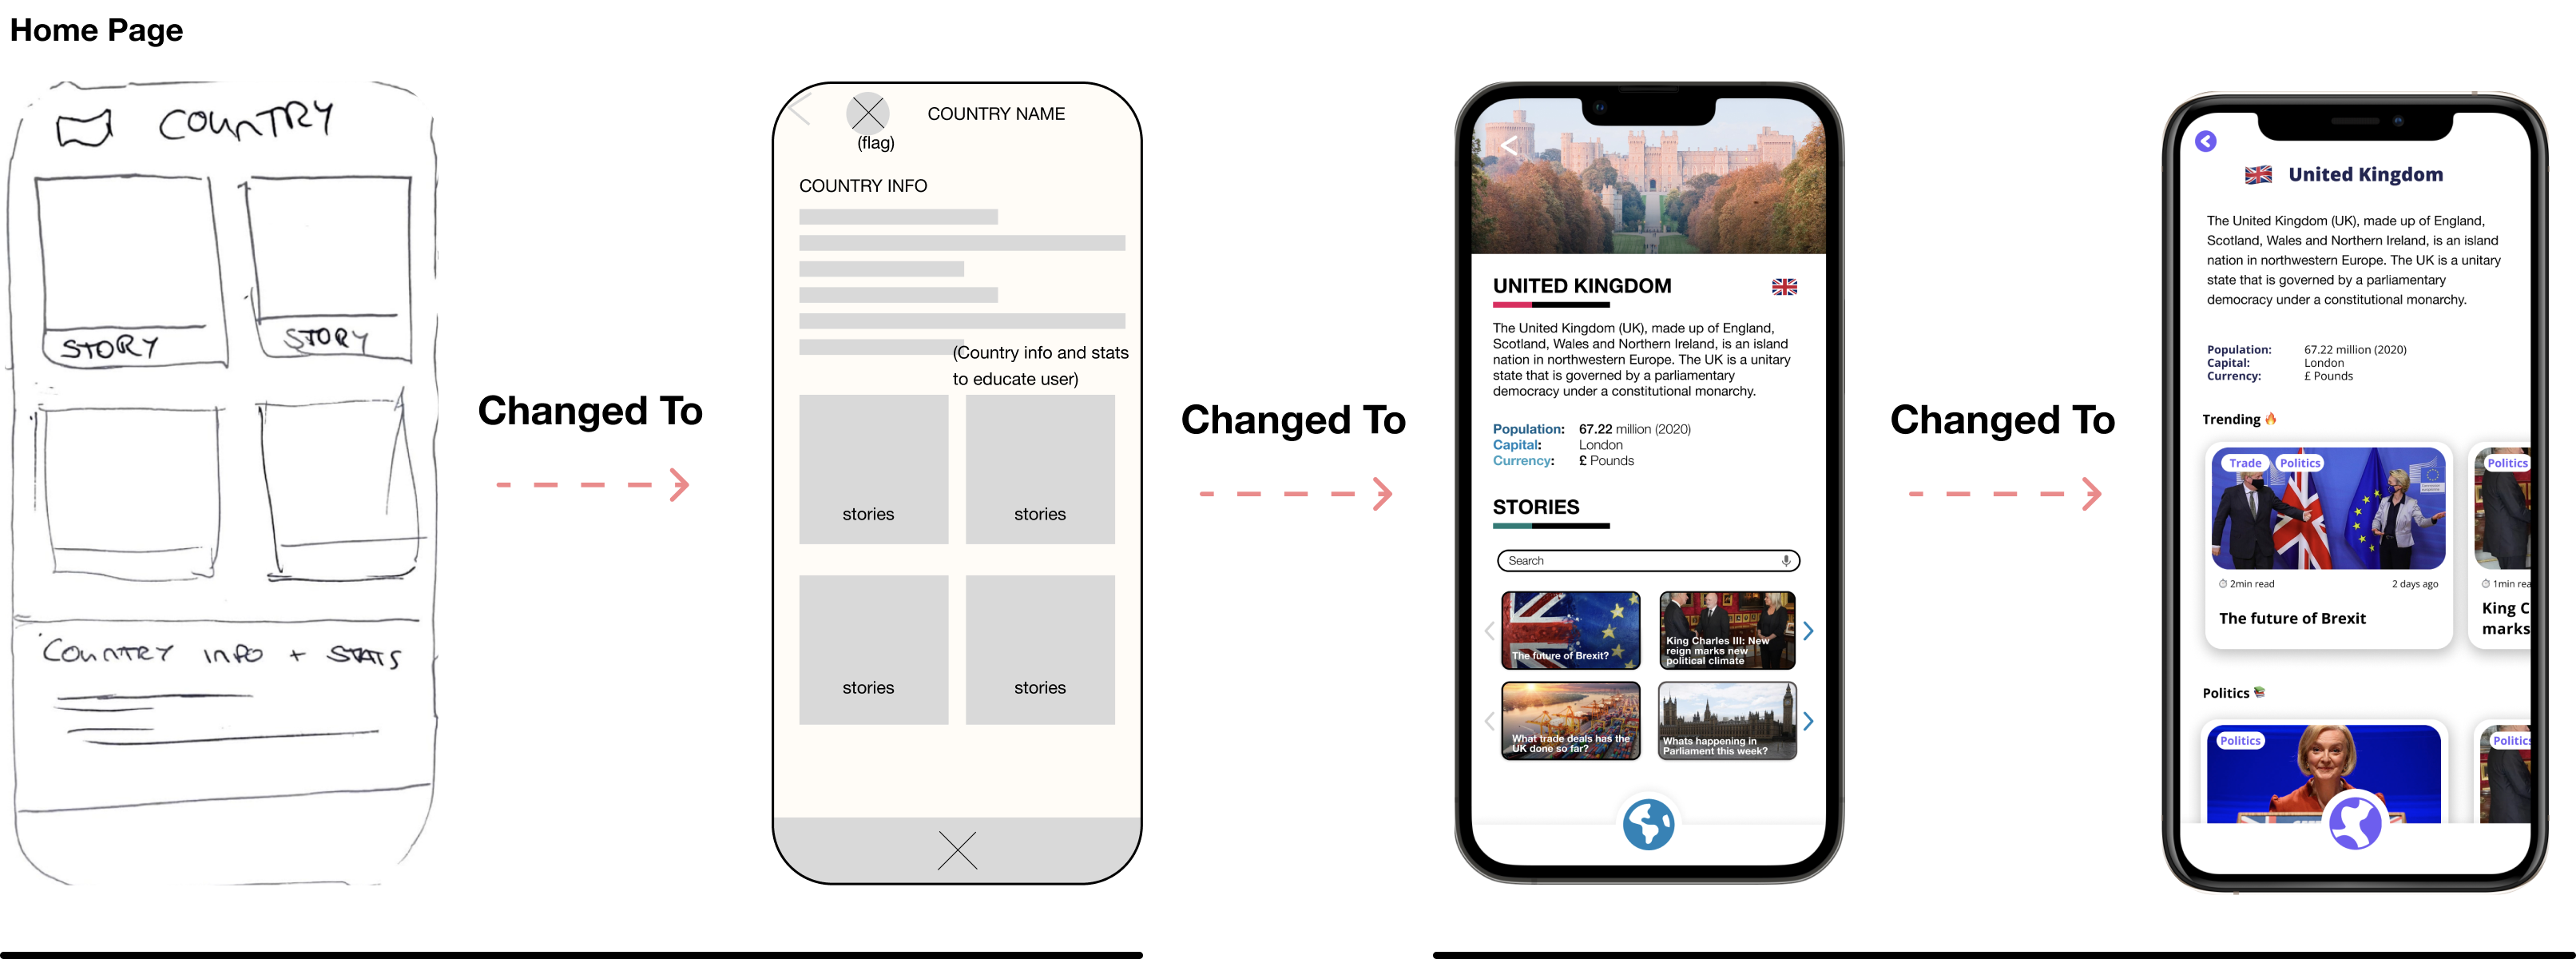 Home Page
COUNTRY
STORY
STORY
COUNTRY INFO + STATS
Changed To
COUNTRY NAME
(flag)
COUNTRY INFO
(Country info and stats
to educate user)
stories
stories
stories
stories
Changed To
UNITED KINGDOM
The United Kingdom (UK), made up of England,
Scotland, Wales and Northern Ireland, is an island
nation in northwestern Europe. The UK is a unitary
state that is governed by a parliamentary
democracy under a constitutional monarchy.
Population: 67.22 million (2020)
Capital: London
Currency: £ Pounds
STORIES
Search
The future of Brexit?
King Charles III: New
reign marks new
political climate
What trade deals has the
UK done so far?
Whats happening in
Parliament this week?
Changed To
United Kingdom
The United Kingdom (UK), made up of England,
Scotland, Wales and Northern Ireland, is an island
nation in northwestern Europe. The UK is a unitary
state that is governed by a parliamentary
democracy under a constitutional monarchy.
Population: 67.22 million (2020)
Capital: London
Currency: £ Pounds
Trending 🔥
Trade Politics
2min read 2 days ago
The future of Brexit
Politics
1min rea
King C
marks
Politics 📚
Politics
Politics